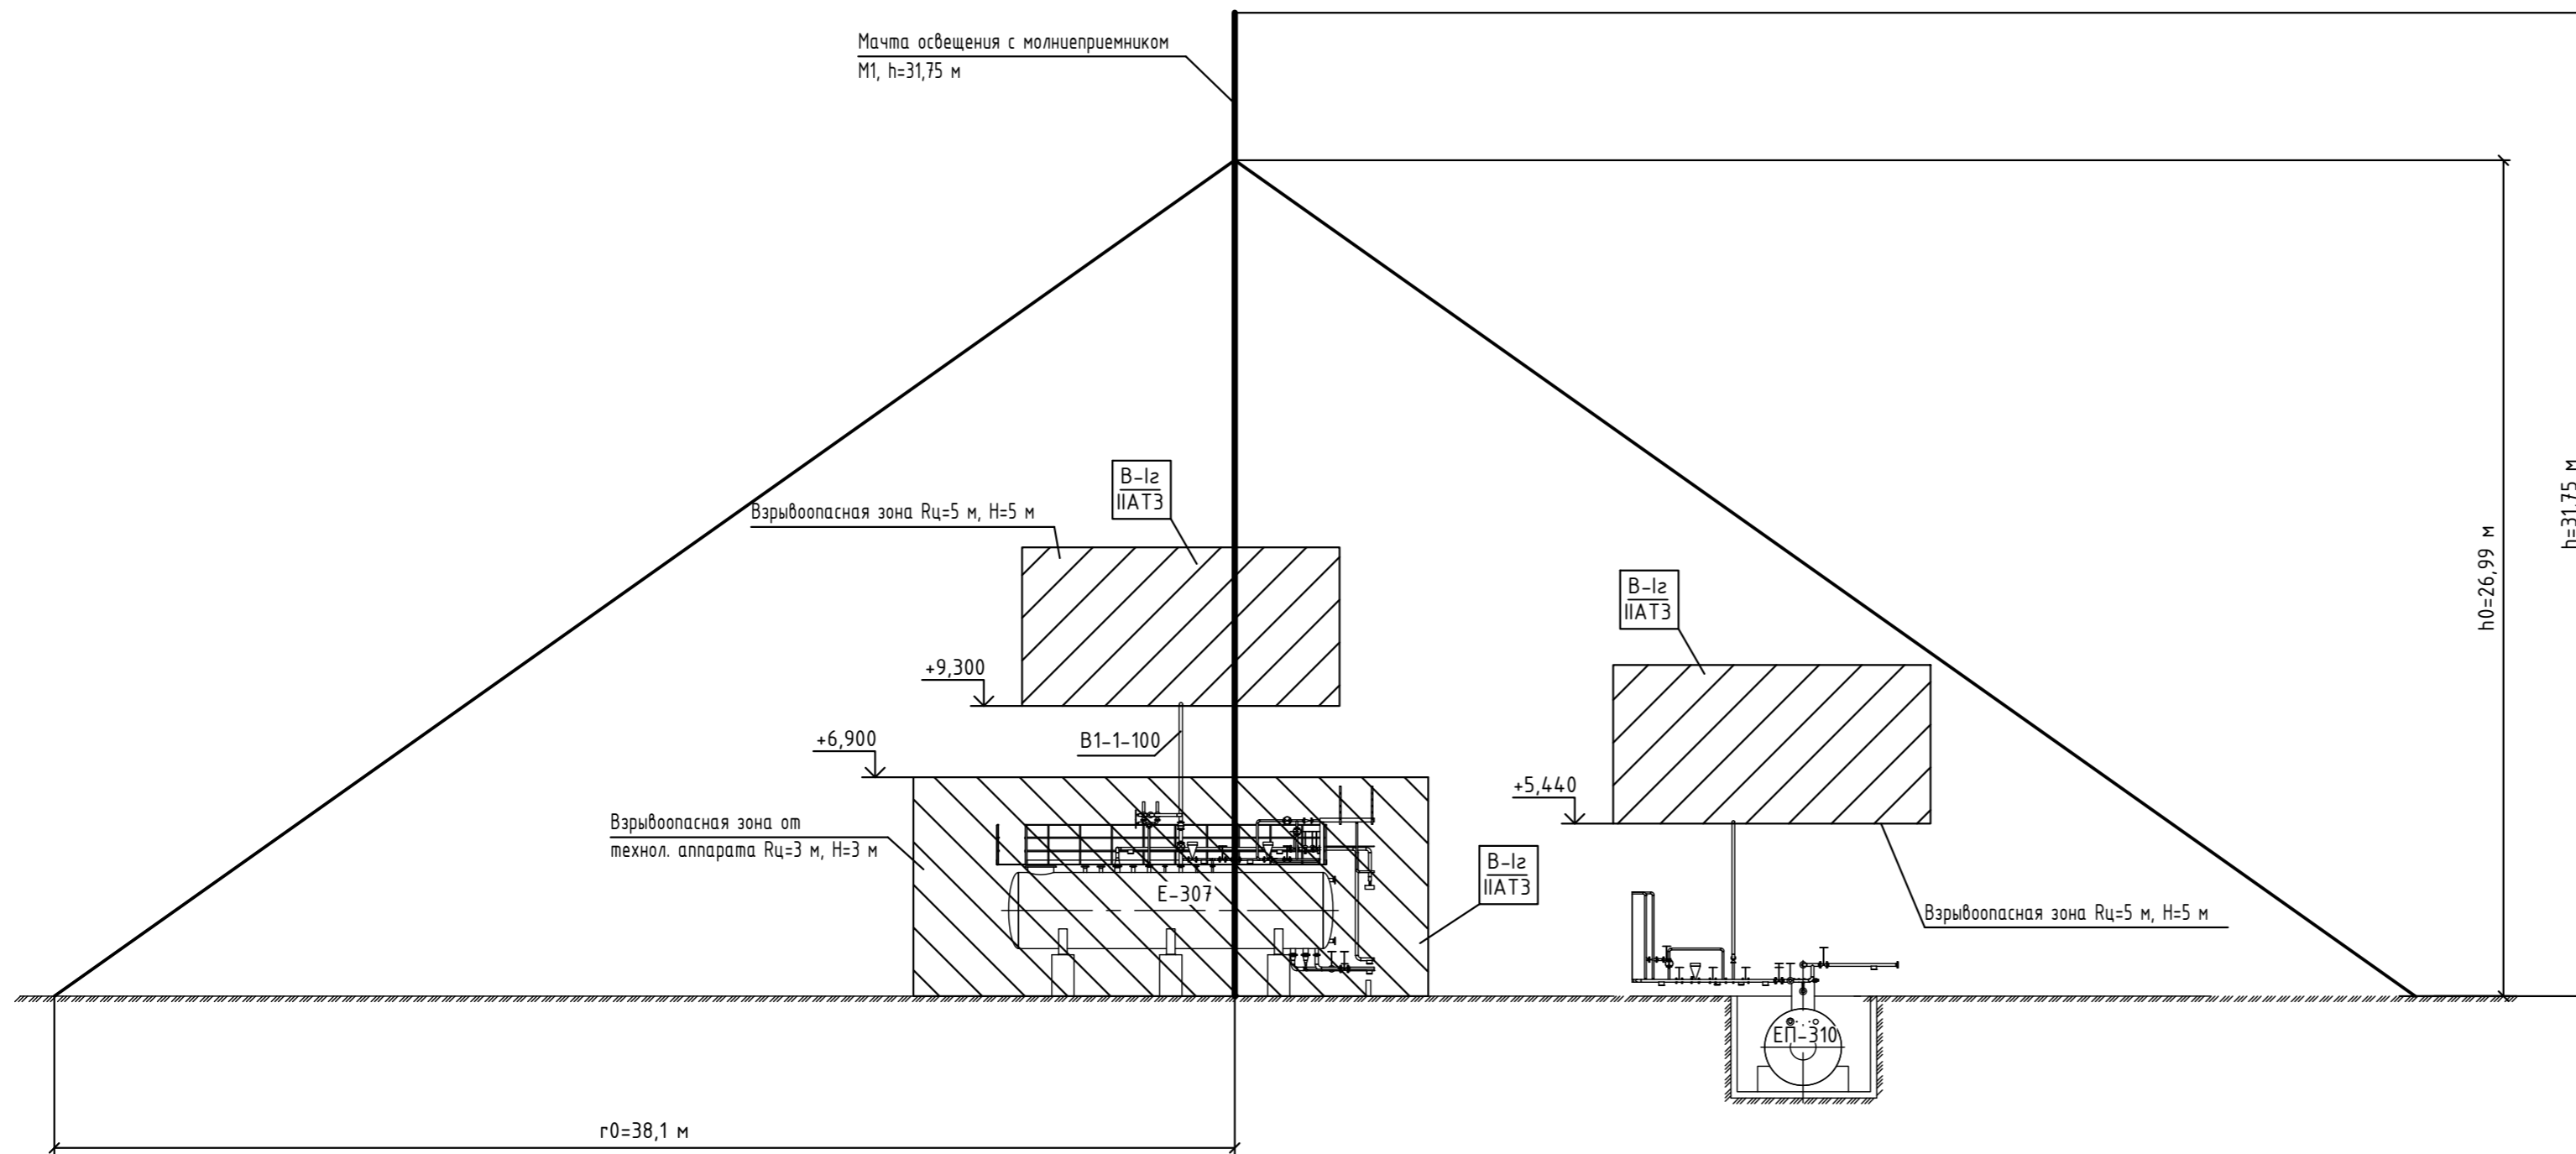 Мачта освещения с молниеприемником
М1, h=31,75 м
В-Iг
IIАТ3
Взрывоопасная зона Rц=5 м, Н=5 м
h=31,75 м
h0=26,99 м
В-Iг
IIАТ3
+9,300
+6,900
В1-1-100
+5,440
Взрывоопасная зона от
технол. аппарата Rц=3 м, Н=3 м
В-Iг
IIАТ3
Е-307
Взрывоопасная зона Rц=5 м, Н=5 м
ЕП-310
r0=38,1 м